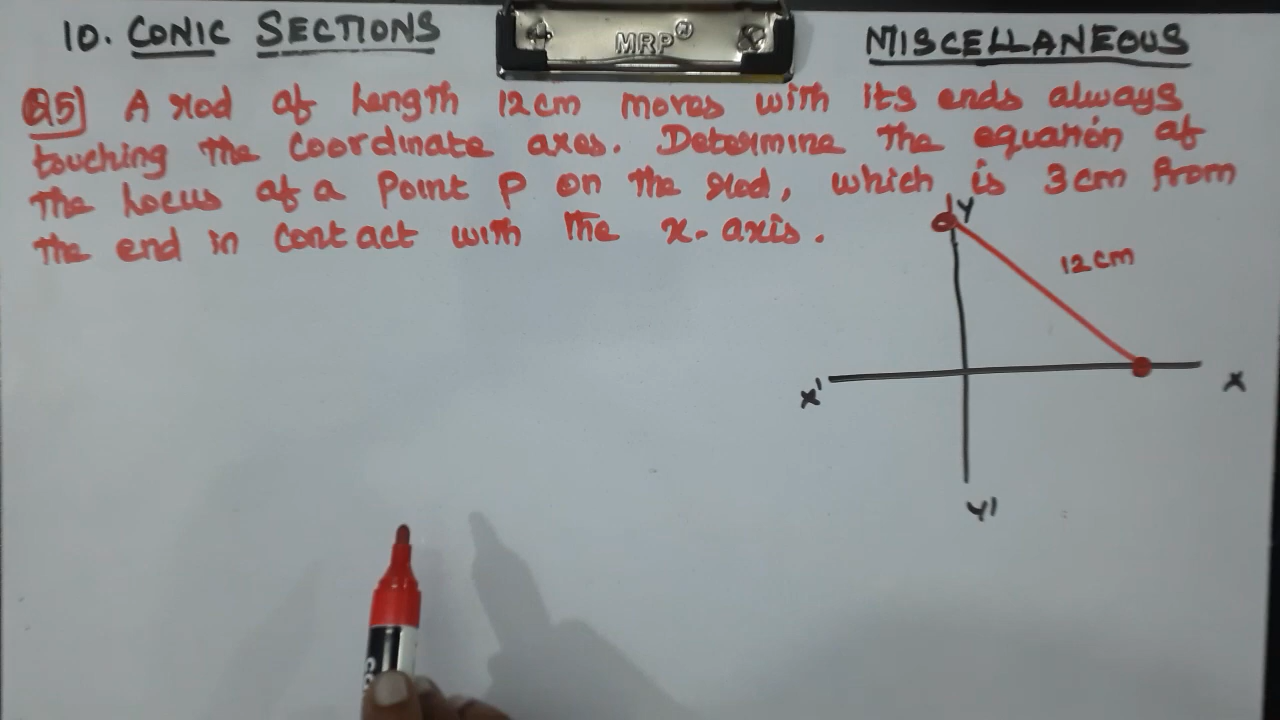 10. CONIC SECTIONS
MRP
MISCELLANEOUS
Q5] A rod of length 12cm moves with its ends always
touching the coordinate axes. Determine the equation of
the locus of a point P on the rod, which is 3cm from
the end in contact with the x-axis.
Y
12cm
X'
X
Y'